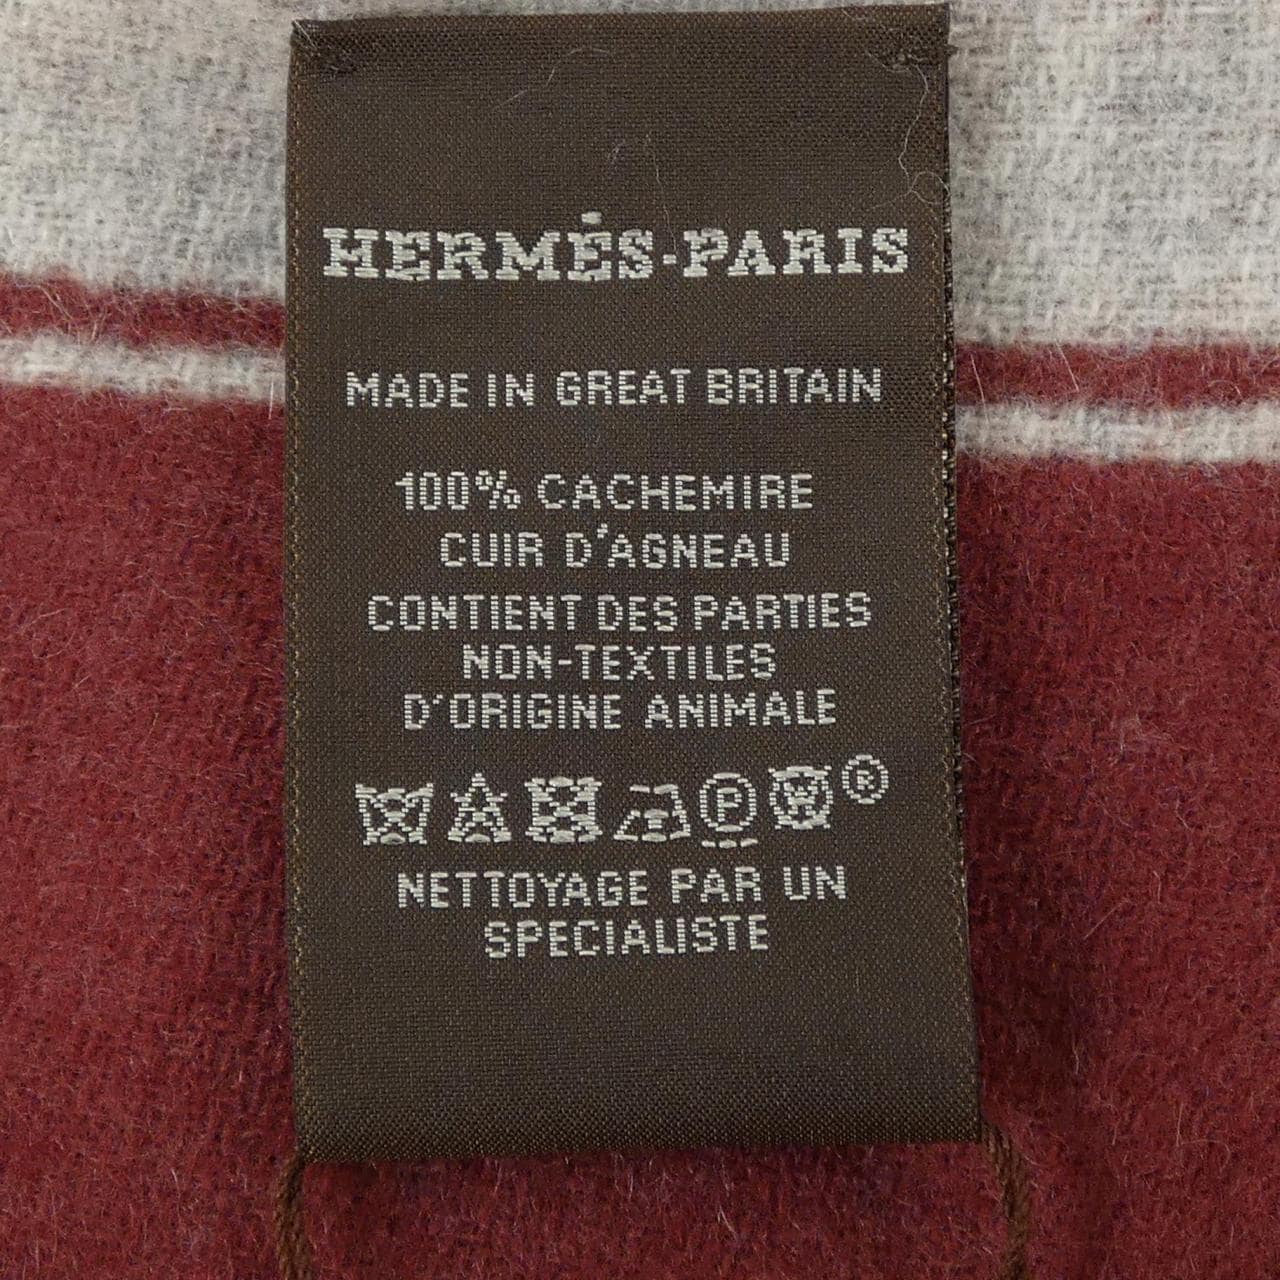 HERMÈS-PARIS
MADE IN GREAT BRITAIN
100% CACHEMIRE
CUIR D'AGNEAU
CONTIENT DES PARTIES
NON-TEXTILES
D'ORIGINE ANIMALE
P W ®
NETTOYAGE PAR UN
SPECIALISTE